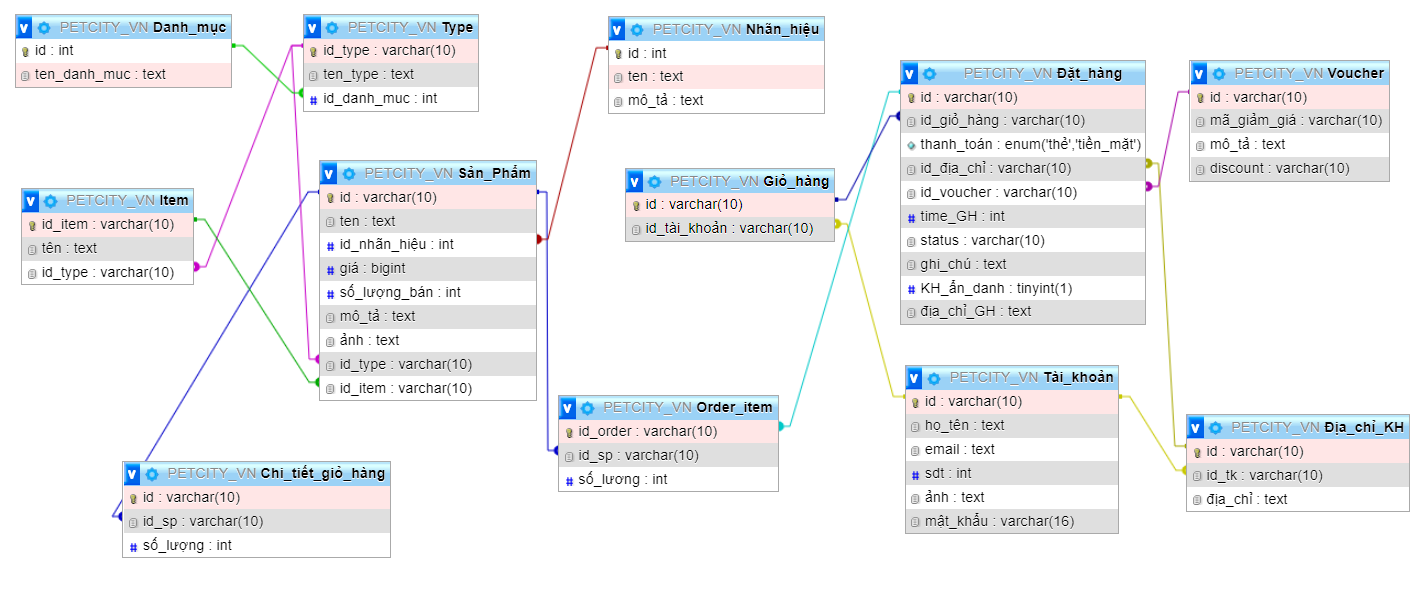 PETCITY_VN Danh_mục
id : int
ten_danh_muc : text
PETCITY_VN Type
id_type : varchar(10)
ten_type : text
id_danh_muc : int
PETCITY_VN Nhãn_hiệu
id : int
ten : text
mô_tả : text
PETCITY_VN Đặt_hàng
id : varchar(10)
id_giỏ_hàng : varchar(10)
thanh_toán : enum('thẻ','tiền_mặt')
id_địa_chỉ : varchar(10)
id_voucher : varchar(10)
time_GH : int
status : varchar(10)
ghi_chú : text
KH_ẩn_danh : tinyint(1)
địa_chỉ_GH : text
PETCITY_VN Voucher
id : varchar(10)
mã_giảm_giá : varchar(10)
mô_tả : text
discount : varchar(10)
PETCITY_VN Item
id_item : varchar(10)
tên : text
id_type : varchar(10)
PETCITY_VN Sản_Phẩm
id : varchar(10)
ten : text
id_nhãn_hiệu : int
giá : bigint
số_lượng_bán : int
mô_tả : text
ảnh : text
id_type : varchar(10)
id_item : varchar(10)
PETCITY_VN Giỏ_hàng
id : varchar(10)
id_tài_khoản : varchar(10)
PETCITY_VN Tài_khoản
id : varchar(10)
họ_tên : text
email : text
sdt : int
ảnh : text
mật_khẩu : varchar(16)
PETCITY_VN Order_item
id_order : varchar(10)
id_sp : varchar(10)
số_lương : int
PETCITY_VN Địa_chỉ_KH
id : varchar(10)
id_tk : varchar(10)
địa_chỉ : text
PETCITY_VN Chi_tiết_giỏ_hàng
id : varchar(10)
id_sp : varchar(10)
số_lượng : int